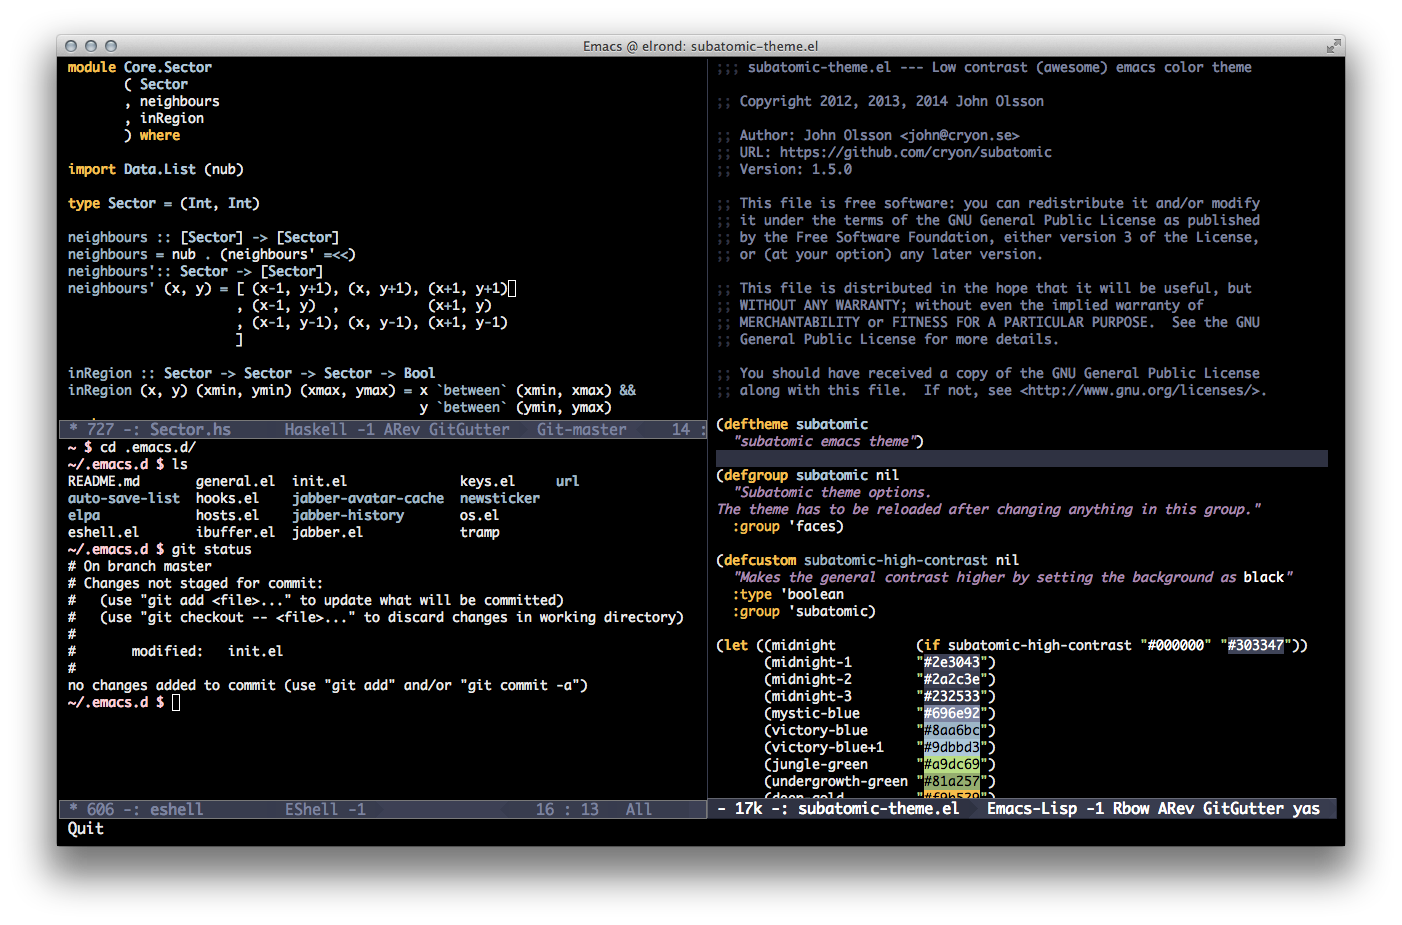 Emacs @ elrond: subatomic-theme.el
module Core.Sector
( Sector
, neighbours
, inRegion
) where
import Data.List (nub)
type Sector = (Int, Int)
neighbours :: [Sector] -> [Sector]
neighbours = nub . (neighbours' =<<)
neighbours':: Sector -> [Sector]
neighbours' (x, y) = [ (x-1, y+1), (x, y+1), (x+1, y+1)
, (x-1, y)  ,           (x+1, y)
, (x-1, y-1), (x, y-1), (x+1, y-1)
]
inRegion :: Sector -> Sector -> Sector -> Bool
inRegion (x, y) (xmin, ymin) (xmax, ymax) = x `between` (xmin, xmax) &&
y `between` (ymin, ymax)
* 727 -: Sector.hs Haskell -1 ARev GitGutter Git-master 14 :
~ $ cd .emacs.d/
~/.emacs.d $ ls
README.md general.el init.el keys.el url
auto-save-list hooks.el jabber-avatar-cache newsticker
elpa hosts.el jabber-history os.el
eshell.el ibuffer.el jabber.el tramp
~/.emacs.d $ git status
# On branch master
# Changes not staged for commit:
#   (use "git add <file>..." to update what will be committed)
#   (use "git checkout -- <file>..." to discard changes in working directory)
#
#       modified:   init.el
#
no changes added to commit (use "git add" and/or "git commit -a")
~/.emacs.d $
* 606 -: eshell EShell -1 16 : 13 All
Quit
;;; subatomic-theme.el --- Low contrast (awesome) emacs color theme
;; Copyright 2012, 2013, 2014 John Olsson
;; Author: John Olsson <john@cryon.se>
;; URL: https://github.com/cryon/subatomic
;; Version: 1.5.0
;; This file is free software: you can redistribute it and/or modify
;; it under the terms of the GNU General Public License as published
;; by the Free Software Foundation, either version 3 of the License,
;; or (at your option) any later version.
;; This file is distributed in the hope that it will be useful, but
;; WITHOUT ANY WARRANTY; without even the implied warranty of
;; MERCHANTABILITY or FITNESS FOR A PARTICULAR PURPOSE.  See the GNU
;; General Public License for more details.
;; You should have received a copy of the GNU General Public License
;; along with this file.  If not, see <http://www.gnu.org/licenses/>.
(deftheme subatomic
"subatomic emacs theme")
(defgroup subatomic nil
"Subatomic theme options.
The theme has to be reloaded after changing anything in this group."
:group 'faces)
(defcustom subatomic-high-contrast nil
"Makes the general contrast higher by setting the background as black"
:type 'boolean
:group 'subatomic)
(let ((midnight (if subatomic-high-contrast "#000000" "#303347"))
(midnight-1 "#2e3043")
(midnight-2 "#2a2c3e")
(midnight-3 "#232533")
(mystic-blue "#696e92")
(victory-blue "#8aa6bc")
(victory-blue+1 "#9dbbd3")
(jungle-green "#a9dc69")
(undergrowth-green "#81a257")
- 17k -: subatomic-theme.el Emacs-Lisp -1 Rbow ARev GitGutter yas